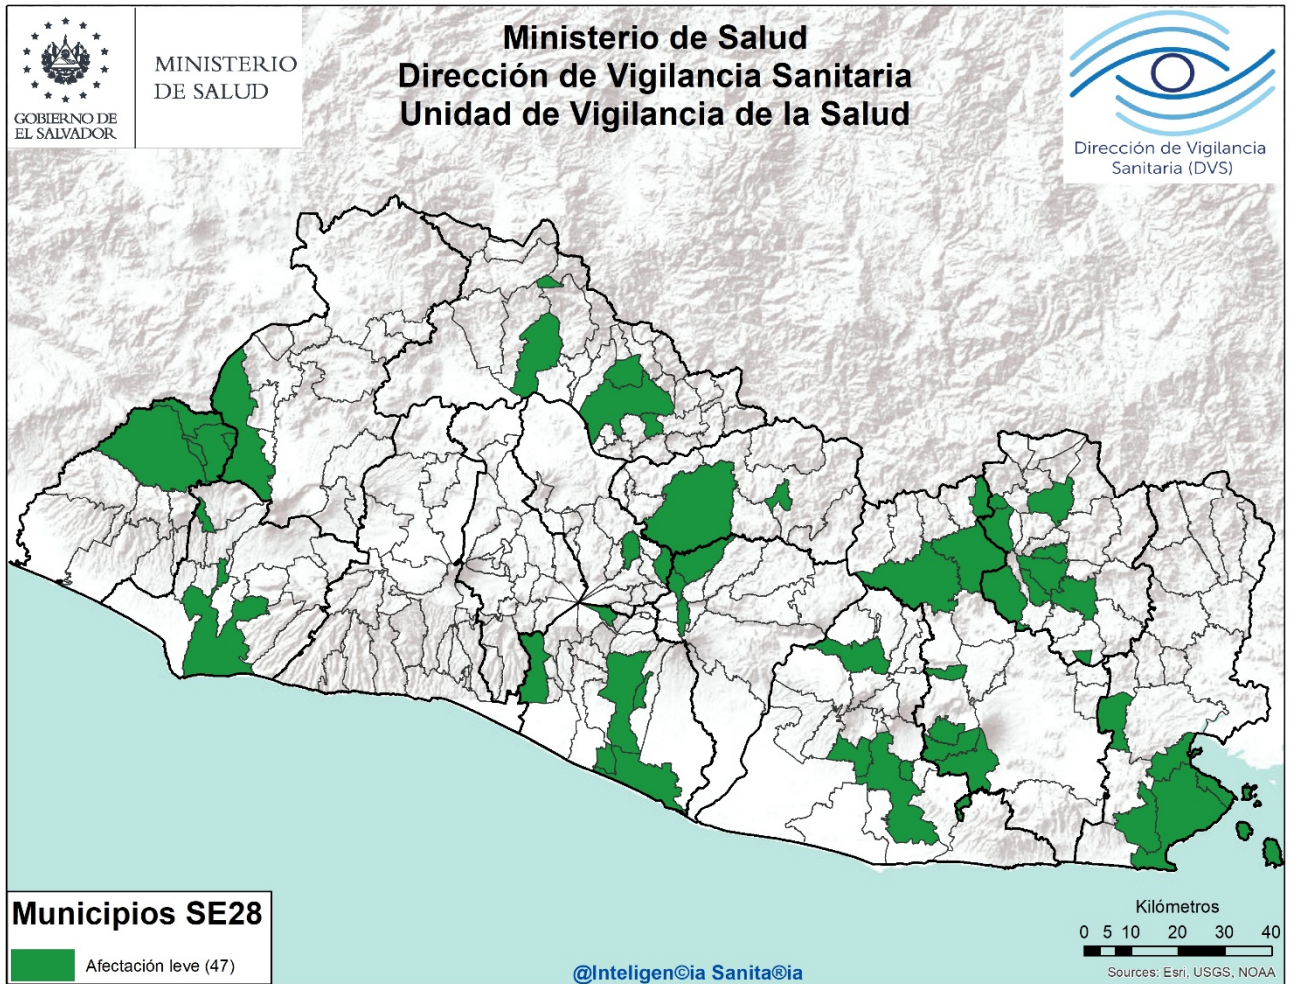 Ministerio de Salud
Dirección de Vigilancia Sanitaria
Unidad de Vigilancia de la Salud
GOBIERNO DE
EL SALVADOR
MINISTERIO
DE SALUD
Dirección de Vigilancia
Sanitaria (DVS)
Municipios SE28
Afectación leve (47)
@Inteligen©ia Sanita®ia
Kilómetros
0 5 10 20 30 40
Sources: Esri, USGS, NOAA